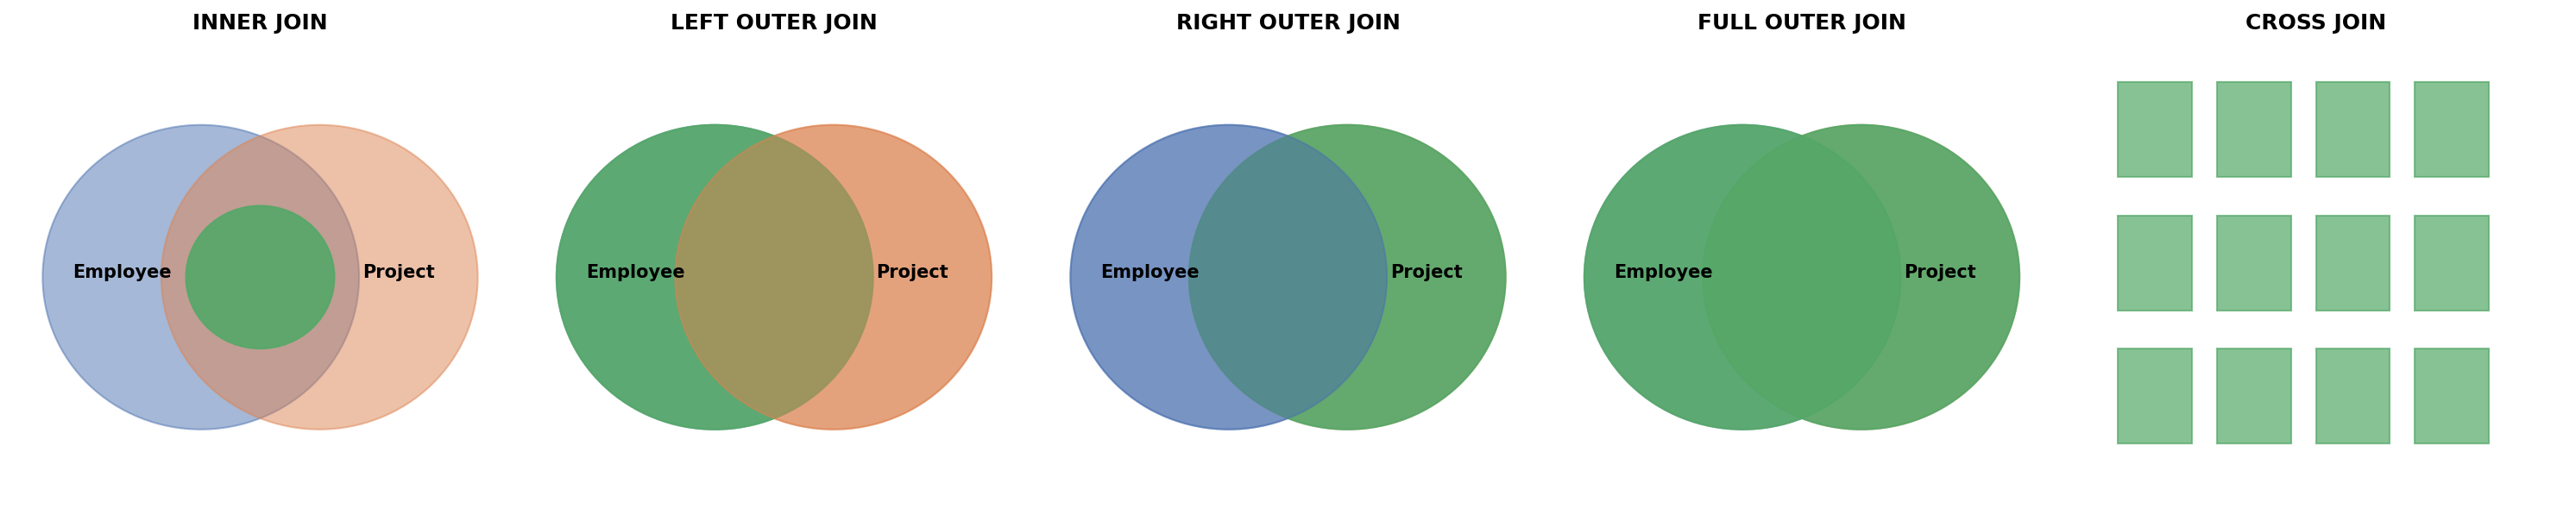 INNER JOIN
Employee
Project
LEFT OUTER JOIN
Employee
Project
RIGHT OUTER JOIN
Employee
Project
FULL OUTER JOIN
Employee
Project
CROSS JOIN